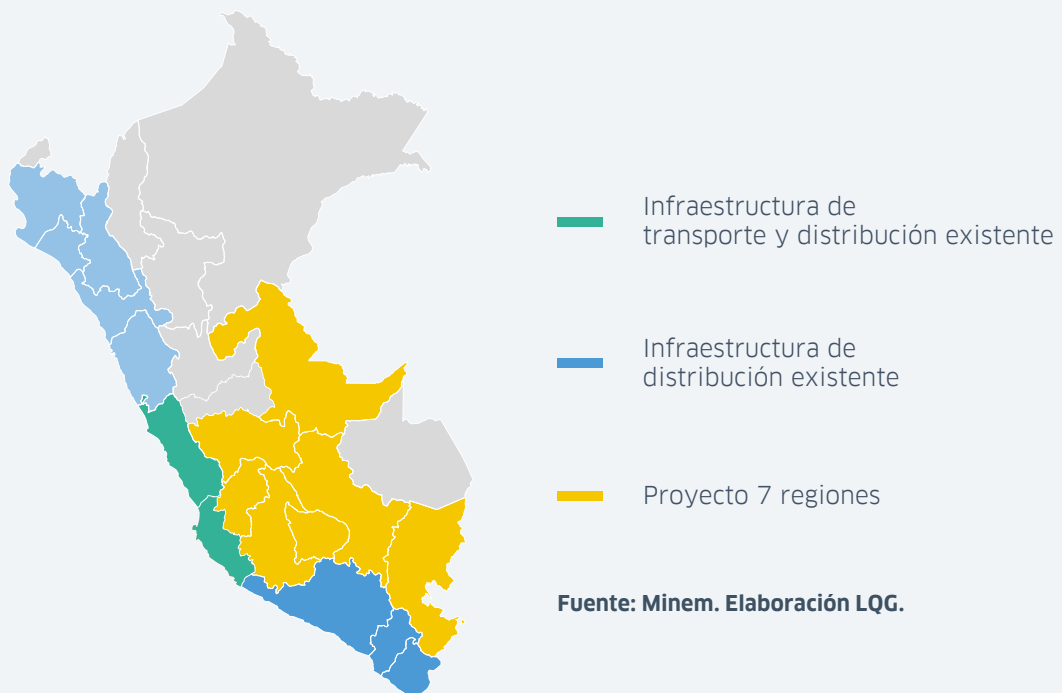 Infraestructura de
transporte y distribución existente
Infraestructura de
distribución existente
Proyecto 7 regiones
Fuente: Minem. Elaboración LQG.